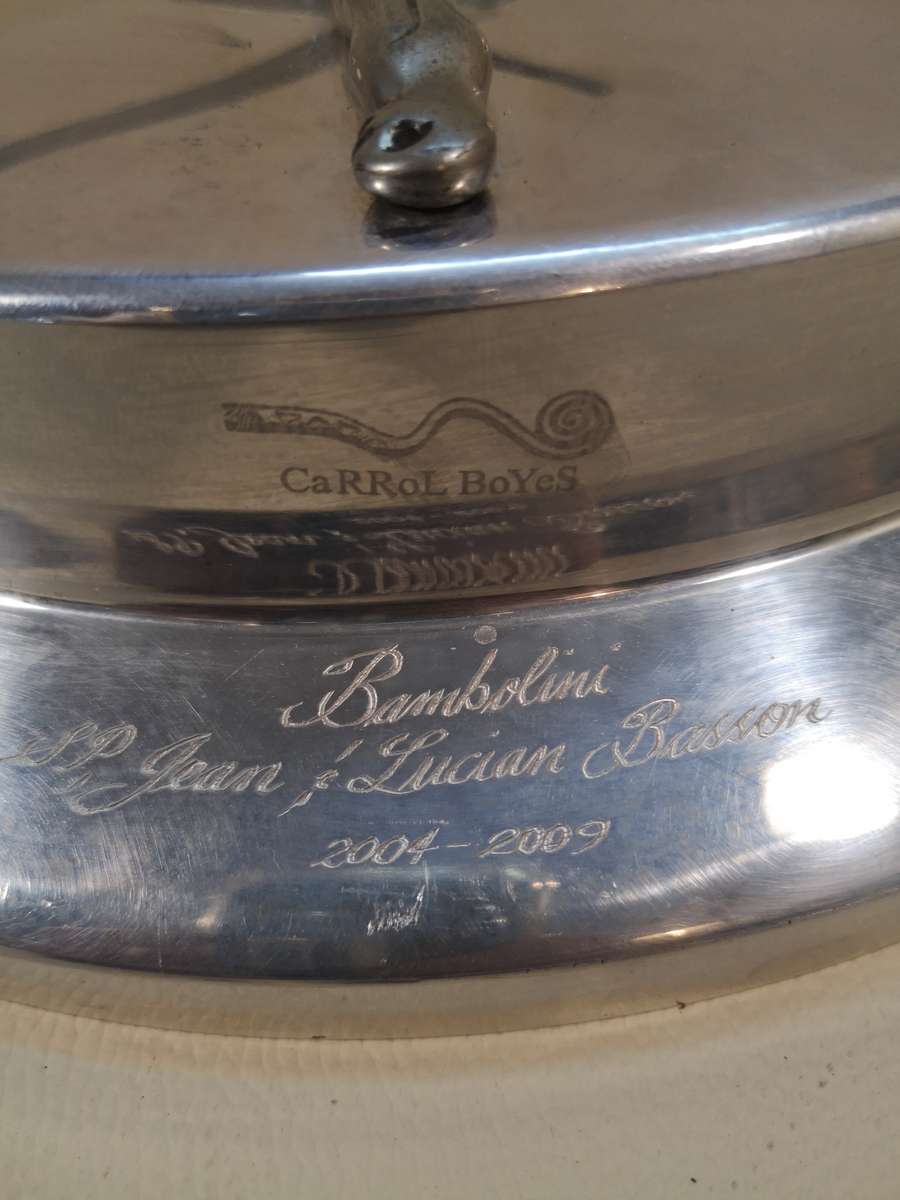 CaRRoL BoYeS
Bambolini
SP, Jean & Lucian Basson
2004 - 2009